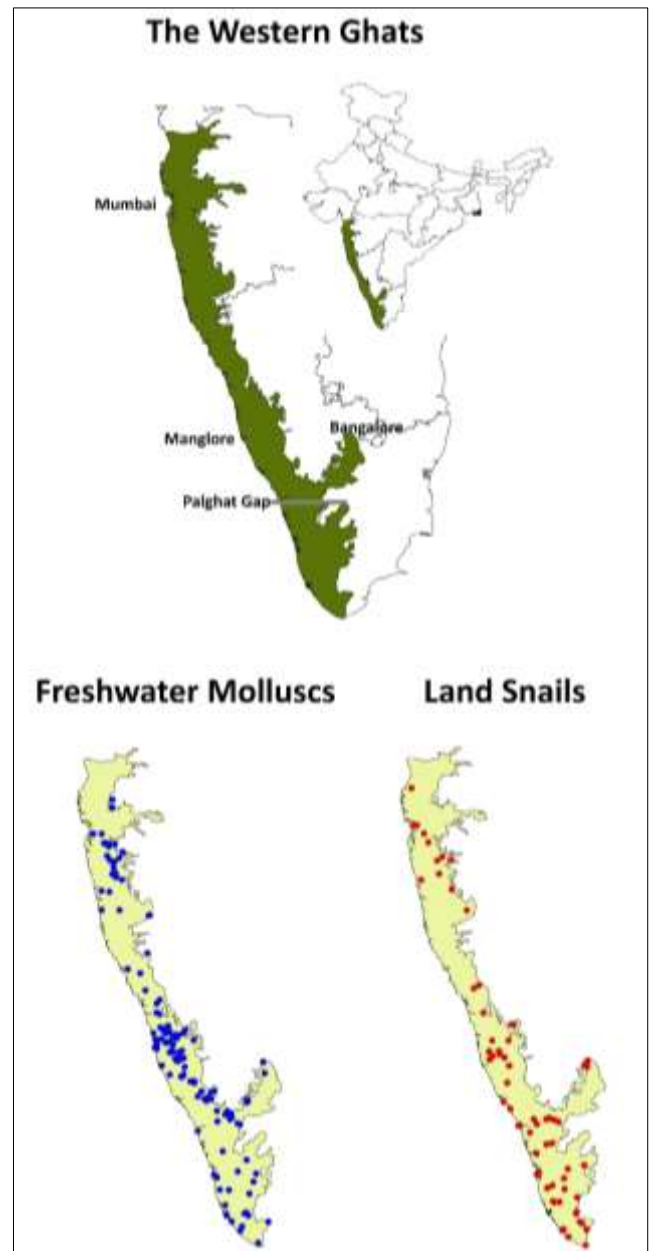 The Western Ghats
Mumbai
Bangalore
Manglore
Palghat Gap
Freshwater Molluscs
Land Snails